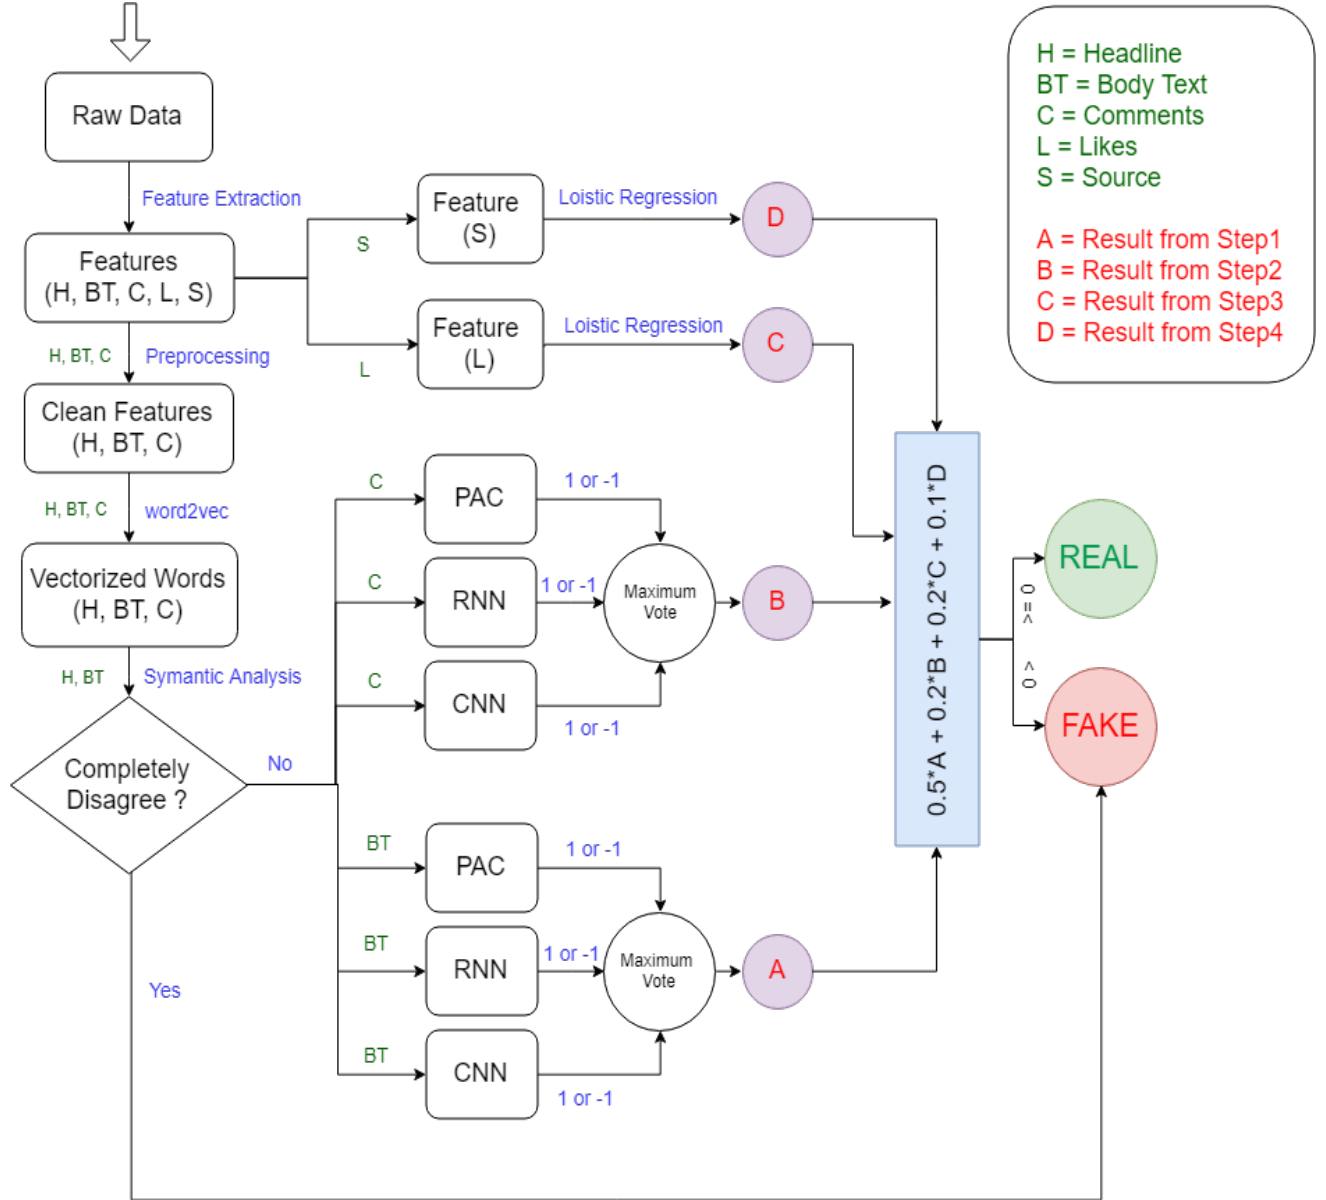 Raw Data
Feature Extraction
Features
(H, BT, C, L, S)
H, BT, C
Preprocessing
Clean Features
(H, BT, C)
H, BT, C
word2vec
Vectorized Words
(H, BT, C)
H, BT
Symantic Analysis
Completely
Disagree ?
No
Yes
S
Feature
(S)
Loistic Regression
D
L
Feature
(L)
Loistic Regression
C
C
PAC
1 or -1
C
RNN
1 or -1
C
CNN
1 or -1
Maximum
Vote
B
BT
PAC
1 or -1
BT
RNN
1 or -1
BT
CNN
1 or -1
Maximum
Vote
A
0.5*A + 0.2*B + 0.2*C + 0.1*D
0 =<
< 0
REAL
FAKE
H = Headline
BT = Body Text
C = Comments
L = Likes
S = Source
A = Result from Step1
B = Result from Step2
C = Result from Step3
D = Result from Step4